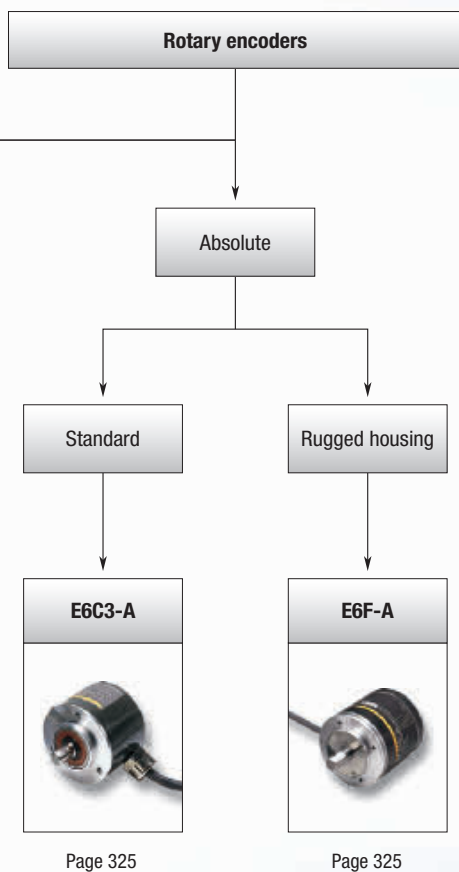 Rotary encoders
Absolute
Standard
Rugged housing
E6C3-A
E6F-A
Page 325
Page 325